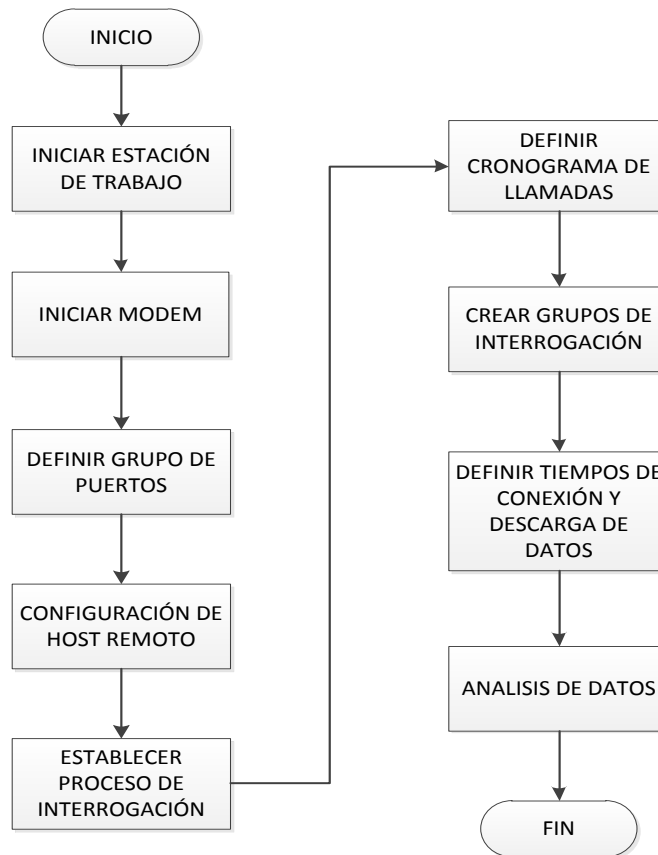 INICIO
INICIAR ESTACIÓN
DE TRABAJO
INICIAR MODEM
DEFINIR GRUPO DE
PUERTOS
CONFIGURACIÓN DE
HOST REMOTO
ESTABLECER
PROCESO DE
INTERROGACIÓN
DEFINIR
CRONOGRAMA DE
LLAMADAS
CREAR GRUPOS DE
INTERROGACIÓN
DEFINIR TIEMPOS DE
CONEXIÓN Y
DESCARGA DE
DATOS
ANALISIS DE DATOS
FIN